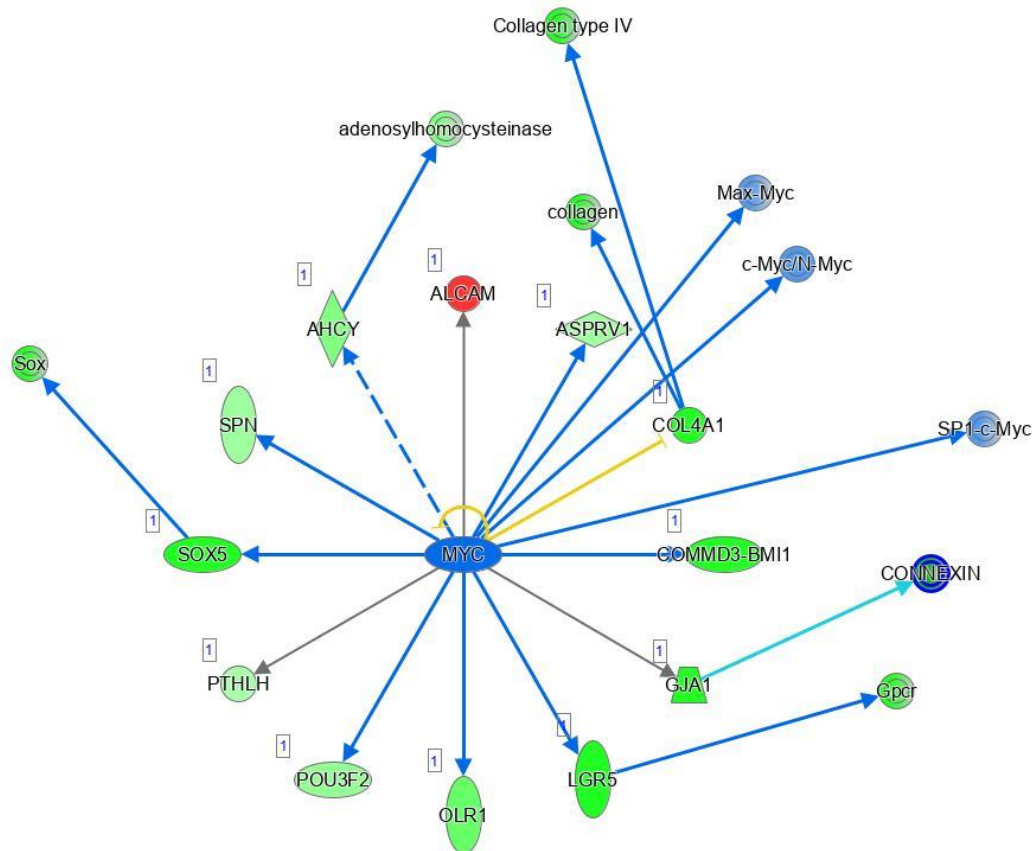 Collagen type IV
adenosylhomocysteinase
Max-Myc
collagen
c-Myc/N-Myc
1
1
ALCAM
1
AHCY
ASPRV1
Sox
1
1
SPN
COL4A1
SP1-c-Myc
1
1
SOX5
MYC
COMMD3-BMI1
CONNEXIN
1
1
PTHLH
GJA1
Gpcr
1
1
1
POU3F2
LGR5
OLR1